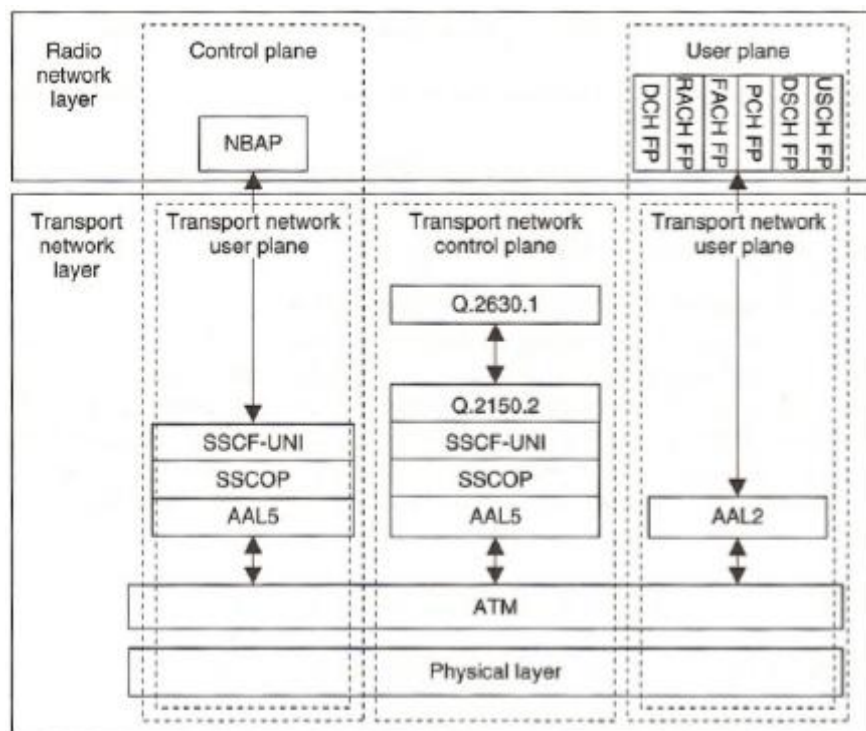 Radio
network
layer
Control plane
NBAP
User plane
DCH FP
RACH FP
FACH FP
PCH FP
DSCH FP
USCH FP
Transport
network
layer
Transport network
user plane
Transport network
control plane
Transport network
user plane
Q.2630.1
Q.2150.2
SSCF-UNI
SSCF-UNI
SSCOP
SSCOP
AAL5
AAL5
AAL2
ATM
Physical layer